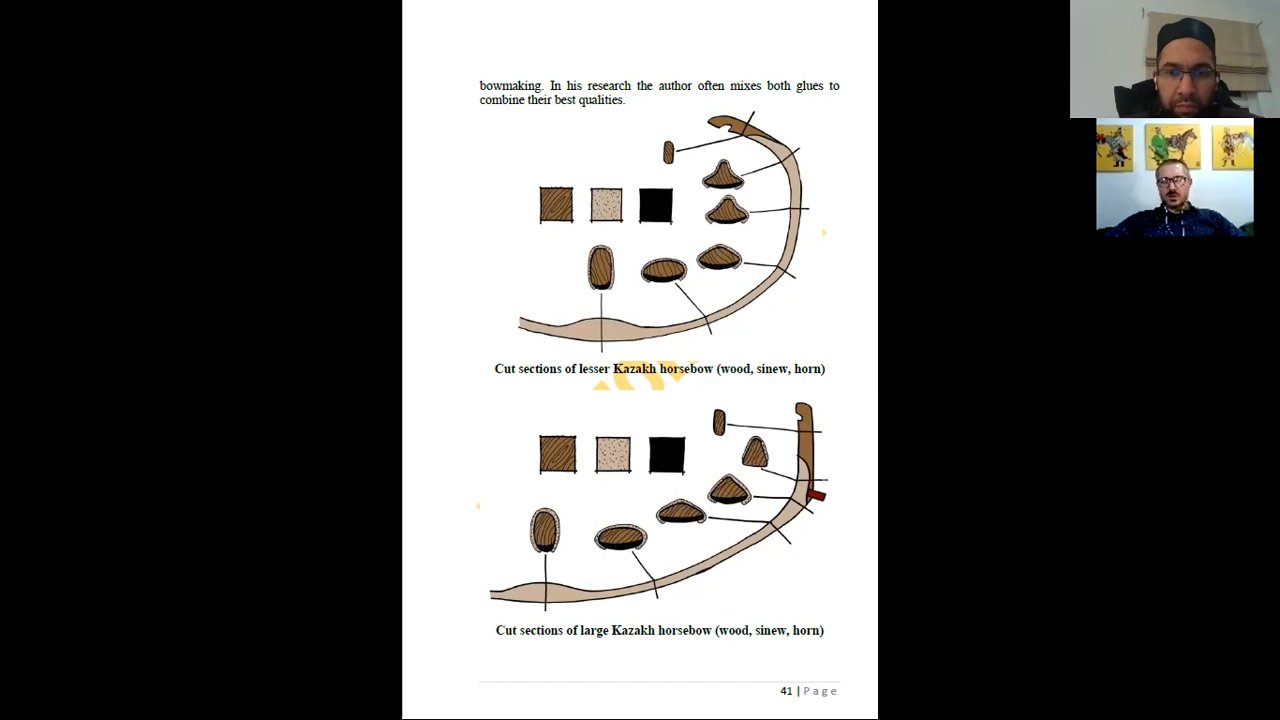 bowmaking. In his research the author often mixes both glues to
combine their best qualities.
Cut sections of lesser Kazakh horsebow (wood, sinew, horn)
Cut sections of large Kazakh horsebow (wood, sinew, horn)
41 | Page